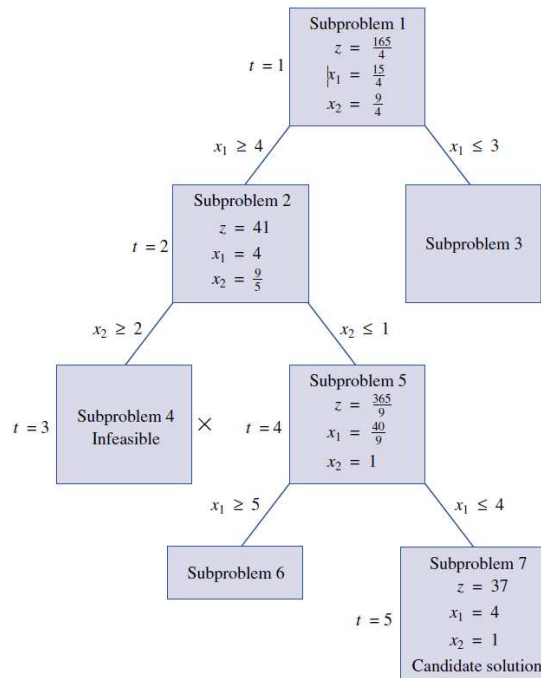 Subproblem 1
z = 165/4
t = 1
x₁ = 15/4
x₂ = 9/4
x₁ ≥ 4
x₁ ≤ 3
Subproblem 2
z = 41
t = 2
x₁ = 4
x₂ = 9/5
Subproblem 3
x₂ ≥ 2
x₂ ≤ 1
t = 3
Subproblem 4
Infeasible
×
Subproblem 5
z = 365/9
t = 4
x₁ = 40/9
x₂ = 1
x₁ ≥ 5
x₁ ≤ 4
Subproblem 6
Subproblem 7
z = 37
x₁ = 4
t = 5
x₂ = 1
Candidate solution